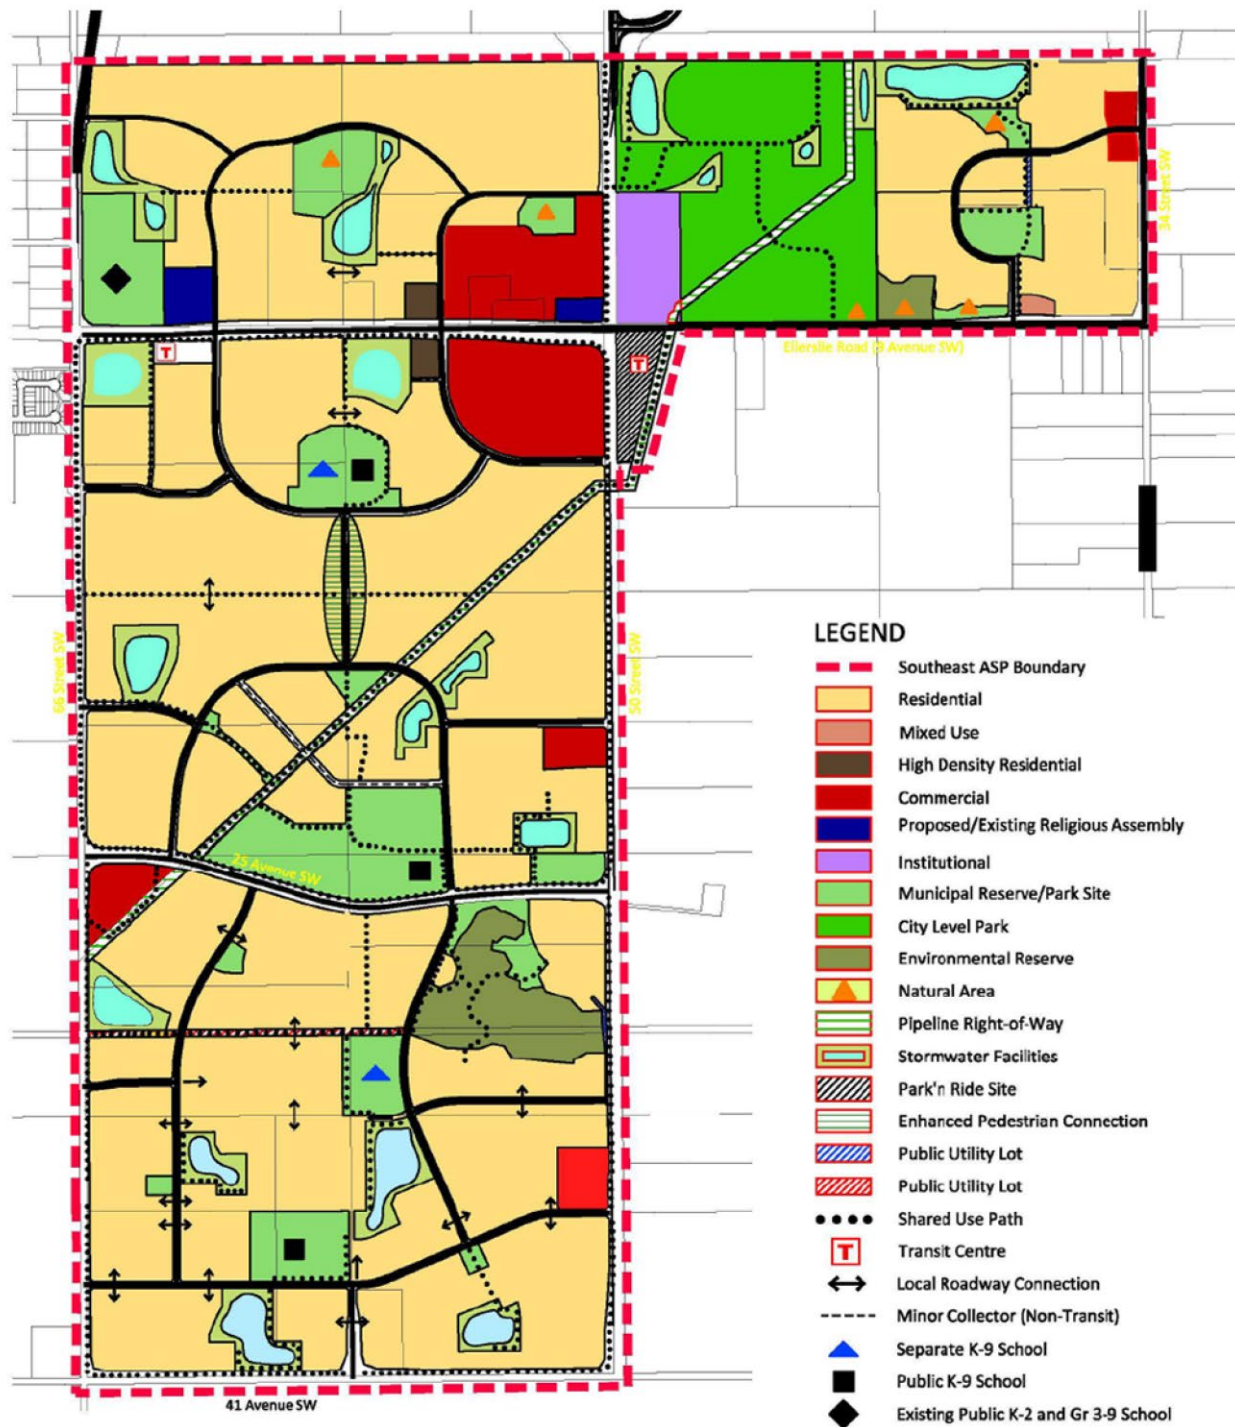 T
34 Street SW
Ellerslie Road (9 Avenue SW)
T
66 Street SW
50 Street SW
25 Avenue SW
41 Avenue SW
LEGEND
Southeast ASP Boundary
Residential
Mixed Use
High Density Residential
Commercial
Proposed/Existing Religious Assembly
Institutional
Municipal Reserve/Park Site
City Level Park
Environmental Reserve
Natural Area
Pipeline Right-of-Way
Stormwater Facilities
Park'n Ride Site
Enhanced Pedestrian Connection
Public Utility Lot
Public Utility Lot
Shared Use Path
T Transit Centre
Local Roadway Connection
Minor Collector (Non-Transit)
Separate K-9 School
Public K-9 School
Existing Public K-2 and Gr 3-9 School